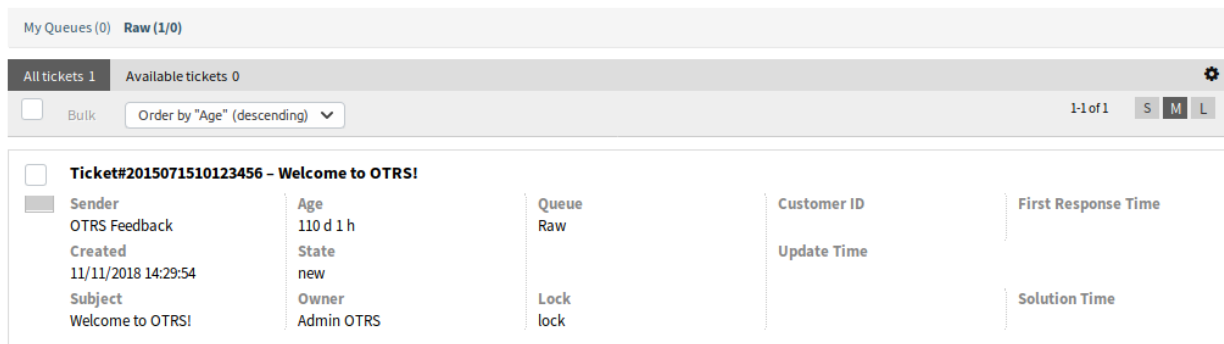 My Queues (0) Raw (1/0)
All tickets 1 Available tickets 0
Bulk Order by "Age" (descending) 1-1 of 1 S M L
Ticket#2015071510123456 – Welcome to OTRS!
Sender Age Queue Customer ID First Response Time
OTRS Feedback 110 d 1 h Raw
Created State Update Time
11/11/2018 14:29:54 new
Subject Owner Lock Solution Time
Welcome to OTRS! Admin OTRS lock